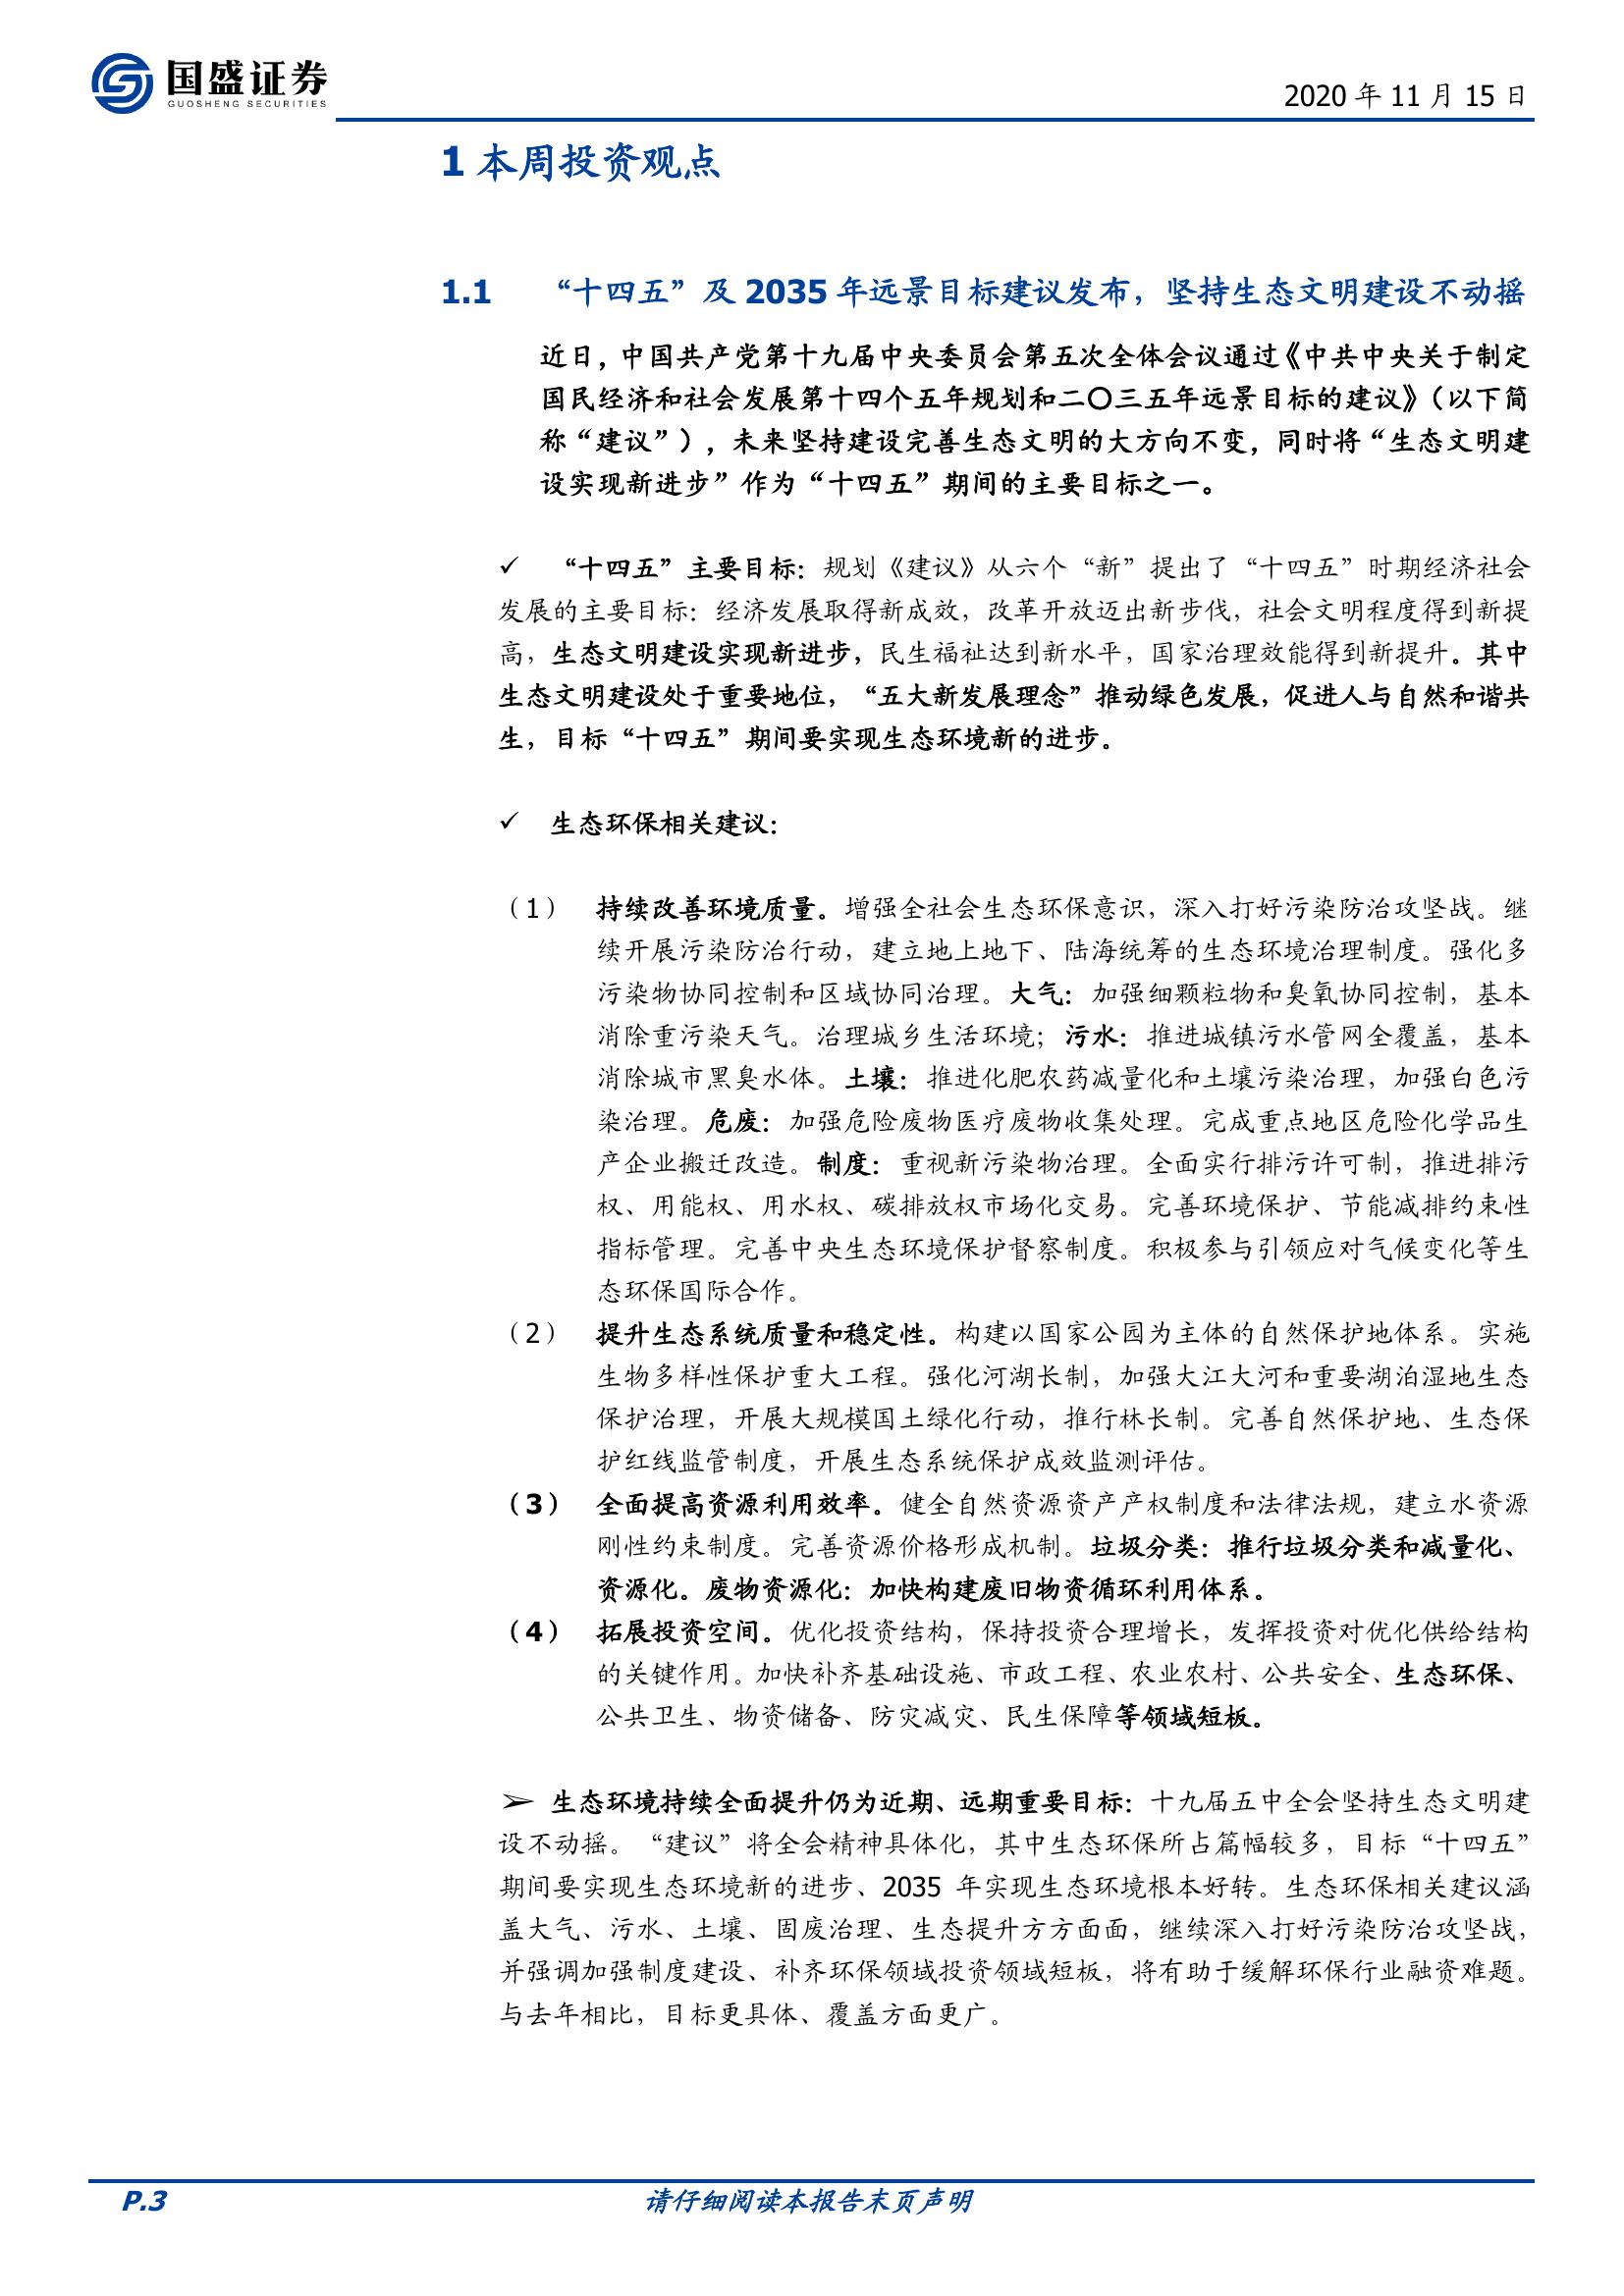 国盛证券
GUOSHENG SECURITIES
2020 年 11 月 15 日
1 本周投资观点
1.1 “十四五”及 2035 年远景目标建议发布，坚持生态文明建设不动摇
近日，中国共产党第十九届中央委员会第五次全体会议通过《中共中央关于制定
国民经济和社会发展第十四个五年规划和二〇三五年远景目标的建议》（以下简
称“建议”），未来坚持建设完善生态文明的大方向不变，同时将“生态文明建
设实现新进步”作为“十四五”期间的主要目标之一。
✓ “十四五”主要目标：规划《建议》从六个“新”提出了“十四五”时期经济社会
发展的主要目标：经济发展取得新成效，改革开放迈出新步伐，社会文明程度得到新提
高，生态文明建设实现新进步，民生福祉达到新水平，国家治理效能得到新提升。其中
生态文明建设处于重要地位，“五大新发展理念”推动绿色发展，促进人与自然和谐共
生，目标“十四五”期间要实现生态环境新的进步。
✓ 生态环保相关建议：
（1） 持续改善环境质量。增强全社会生态环保意识，深入打好污染防治攻坚战。继
续开展污染防治行动，建立地上地下、陆海统筹的生态环境治理制度。强化多
污染物协同控制和区域协同治理。大气：加强细颗粒物和臭氧协同控制，基本
消除重污染天气。治理城乡生活环境；污水：推进城镇污水管网全覆盖，基本
消除城市黑臭水体。土壤：推进化肥农药减量化和土壤污染治理，加强白色污
染治理。危废：加强危险废物医疗废物收集处理。完成重点地区危险化学品生
产企业搬迁改造。制度：重视新污染物治理。全面实行排污许可制，推进排污
权、用能权、用水权、碳排放权市场化交易。完善环境保护、节能减排约束性
指标管理。完善中央生态环境保护督察制度。积极参与引领应对气候变化等生
态环保国际合作。
（2） 提升生态系统质量和稳定性。构建以国家公园为主体的自然保护地体系。实施
生物多样性保护重大工程。强化河湖长制，加强大江大河和重要湖泊湿地生态
保护治理，开展大规模国土绿化行动，推行林长制。完善自然保护地、生态保
护红线监管制度，开展生态系统保护成效监测评估。
（3） 全面提高资源利用效率。健全自然资源资产产权制度和法律法规，建立水资源
刚性约束制度。完善资源价格形成机制。垃圾分类：推行垃圾分类和减量化、
资源化。废物资源化：加快构建废旧物资循环利用体系。
（4） 拓展投资空间。优化投资结构，保持投资合理增长，发挥投资对优化供给结构
的关键作用。加快补齐基础设施、市政工程、农业农村、公共安全、生态环保、
公共卫生、物资储备、防灾减灾、民生保障等领域短板。
➢ 生态环境持续全面提升仍为近期、远期重要目标：十九届五中全会坚持生态文明建
设不动摇。“建议”将全会精神具体化，其中生态环保所占篇幅较多，目标“十四五”
期间要实现生态环境新的进步、2035 年实现生态环境根本好转。生态环保相关建议涵
盖大气、污水、土壤、固废治理、生态提升方方面面，继续深入打好污染防治攻坚战，
并强调加强制度建设、补齐环保领域投资领域短板，将有助于缓解环保行业融资难题。
与去年相比，目标更具体、覆盖方面更广。
P.3
请仔细阅读本报告末页声明